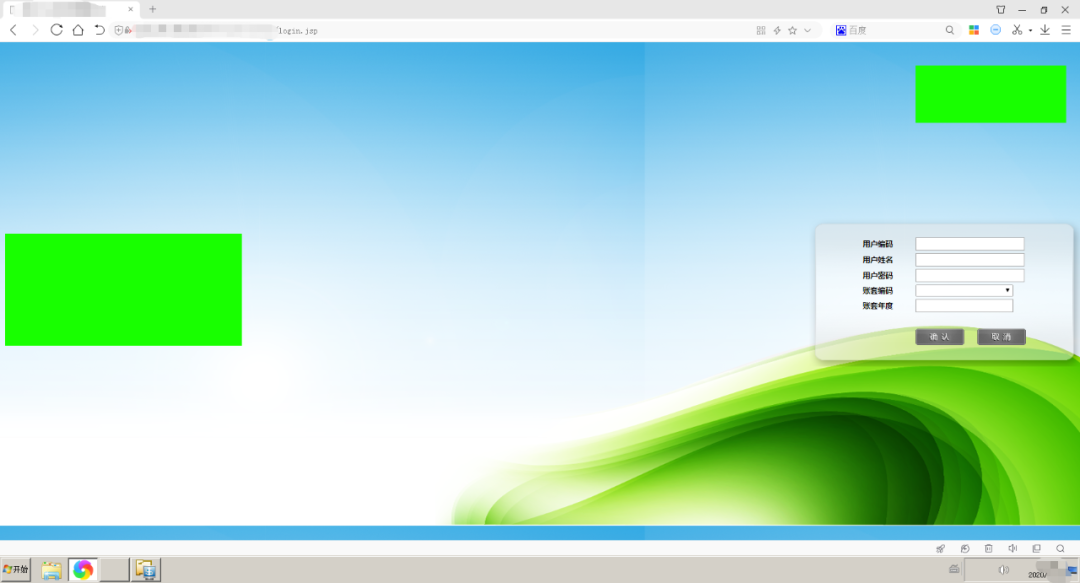 login.jsp
百度
用户编码
用户姓名
用户密码
账套编码
账套年度
确 认
取 消
开始
2020/